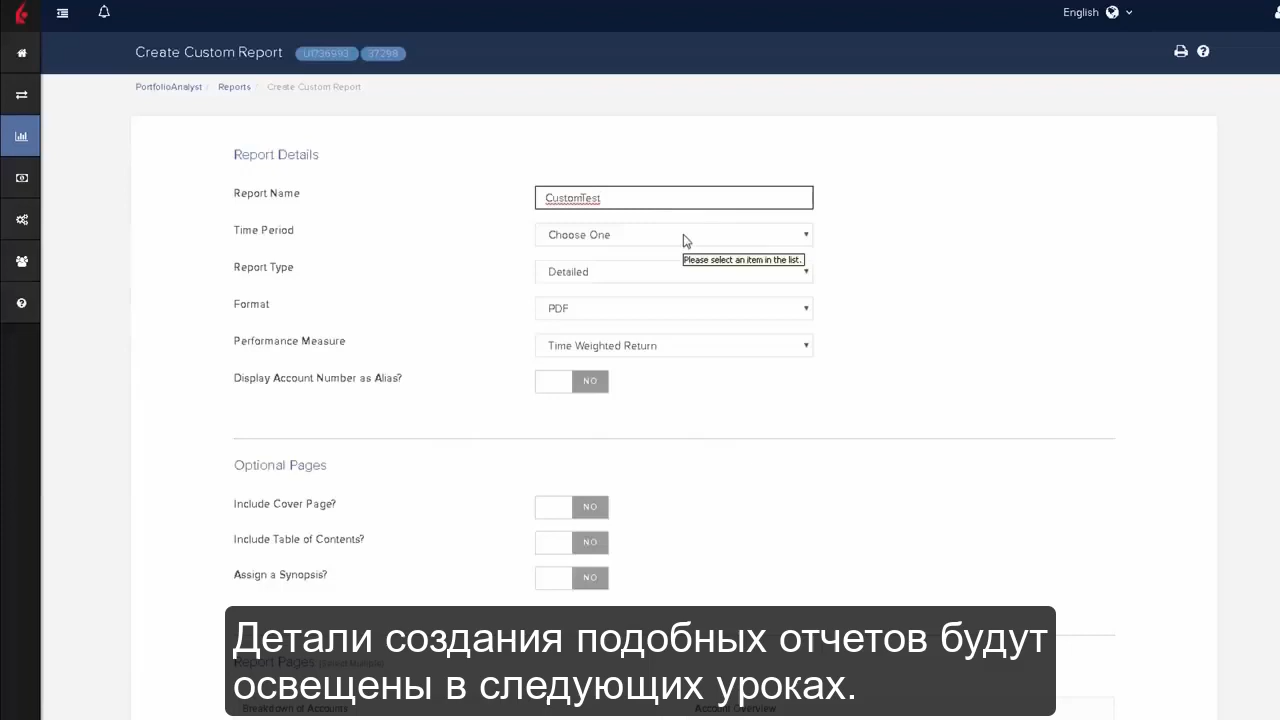 English
Create Custom Report U1736993 37298
PortfolioAnalyst / Reports / Create Custom Report
Report Details
Report Name CustomTest
Time Period Choose One
Please select an item in the list.
Report Type Detailed
Format PDF
Performance Measure Time Weighted Return
Display Account Number as Alias? NO
Optional Pages
Include Cover Page? NO
Include Table of Contents? NO
Assign a Synopsis? NO
Report Pages (Select Multiple)
Breakdown of Accounts Account Overview
Детали создания подобных отчетов будут
освещены в следующих уроках.